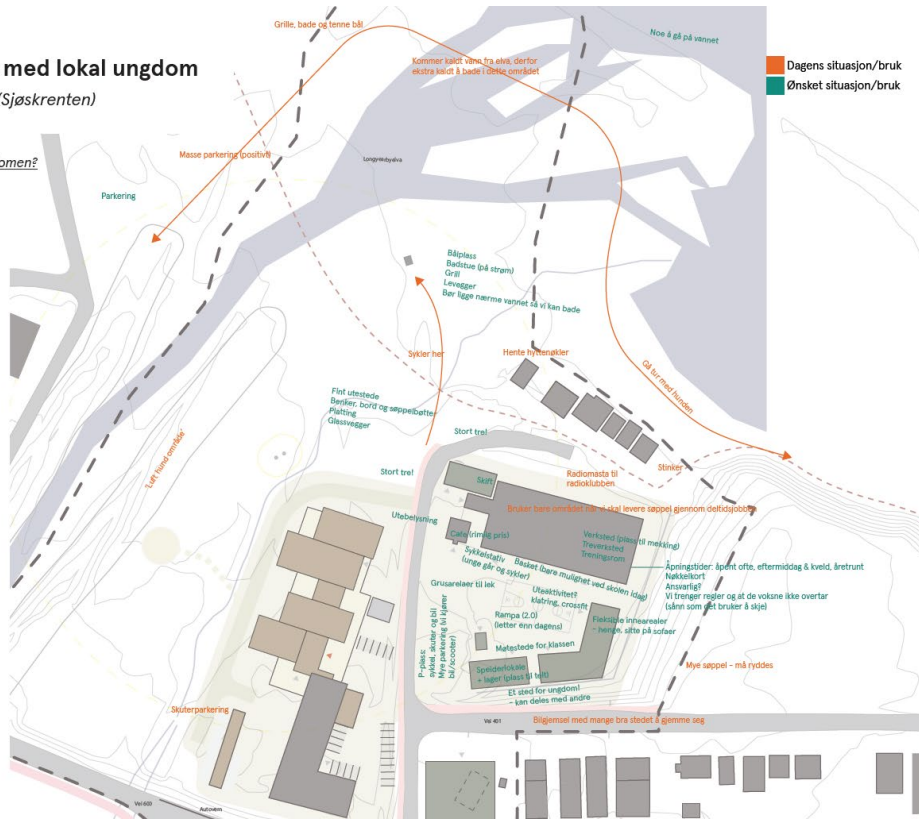 med lokal ungdom
(Sjøskrenten)
omen?
Grille, bade og tenne bål
Noe å gå på vannet
Dagens situasjon/bruk
Ønsket situasjon/bruk
Kommer kaldt vann fra elva, derfor
ekstra kaldt å bade i dette området
Masse parkering (positivt)
Longyearbyelva
Parkering
Bålplass
Badstue (på strøm)
Grill
Levegger
Bør ligge nærme vannet så vi kan bade
Sykler her
Hente hyttenøkler
Gå tur med hunden
Fint utestede
Benker, bord og søppelbøtter
Platting
Glassvegger
'Luft hund område'
Stort tre!
Stort tre!
Stinker
Radiomasta til
radioklubben
Skift
Bruker bare området når vi skal levere søppel gjennom deltidsjobben
Utebelysning
Cafe (rimlig pris)
Verksted (plass til mekking)
Treverksted
Treningsrom
Sykkelstativ
(unge går og sykler)
Basket (bare mulighet ved skolen idag)
Åpningstider: åpent ofte, eftermiddag & kveld, åretrunt
Nøkkelkort
Ansvarlig?
Vi trenger regler og at de voksne ikke overtar
(sånn som det bruker å skje)
Grusarelaer til lek
Uteaktivitet?
klatring, crossfit
Rampa (2.0)
(letter enn dagens)
Fleksible innearealer
– henge, sitte på sofaer
P-plass:
sykkel, skuter og bil
Mye parkering (vi kjører
bil/scooter)
Møtestede for klassen
Mye søppel – må ryddes
Speiderlokale
+ lager (plass til telt)
Et sted for ungdom!
– kan deles med andre
Skuterparkering
Vei 401
Bilgjemsel med mange bra stedet å gjemme seg
Vei 600
Autovern